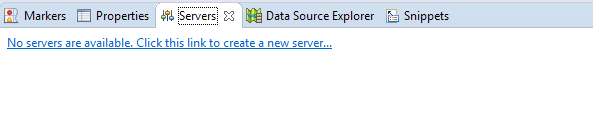 Markers Properties Servers Data Source Explorer Snippets
No servers are available. Click this link to create a new server...